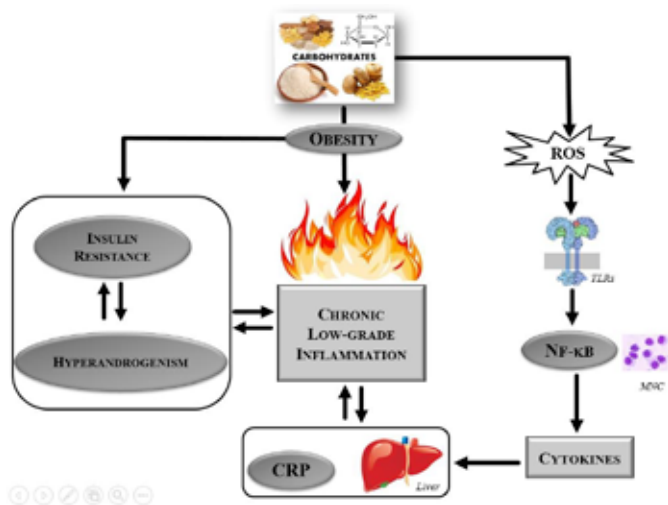 CARBOHYDRATES
OBESITY
ROS
INSULIN
RESISTANCE
TLRs
CHRONIC
LOW-GRADE
INFLAMMATION
HYPERANDROGENISM
NF-κB
MNC
CRP
Liver
CYTOKINES